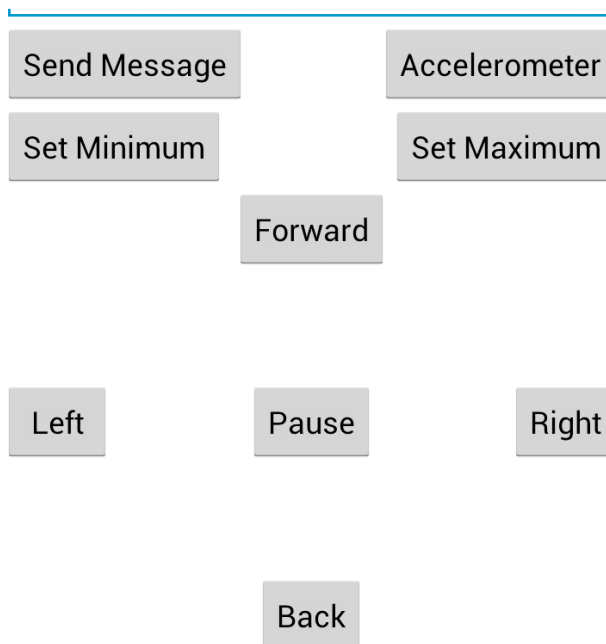 Send Message Accelerometer
Set Minimum Set Maximum
Forward
Left Pause Right
Back